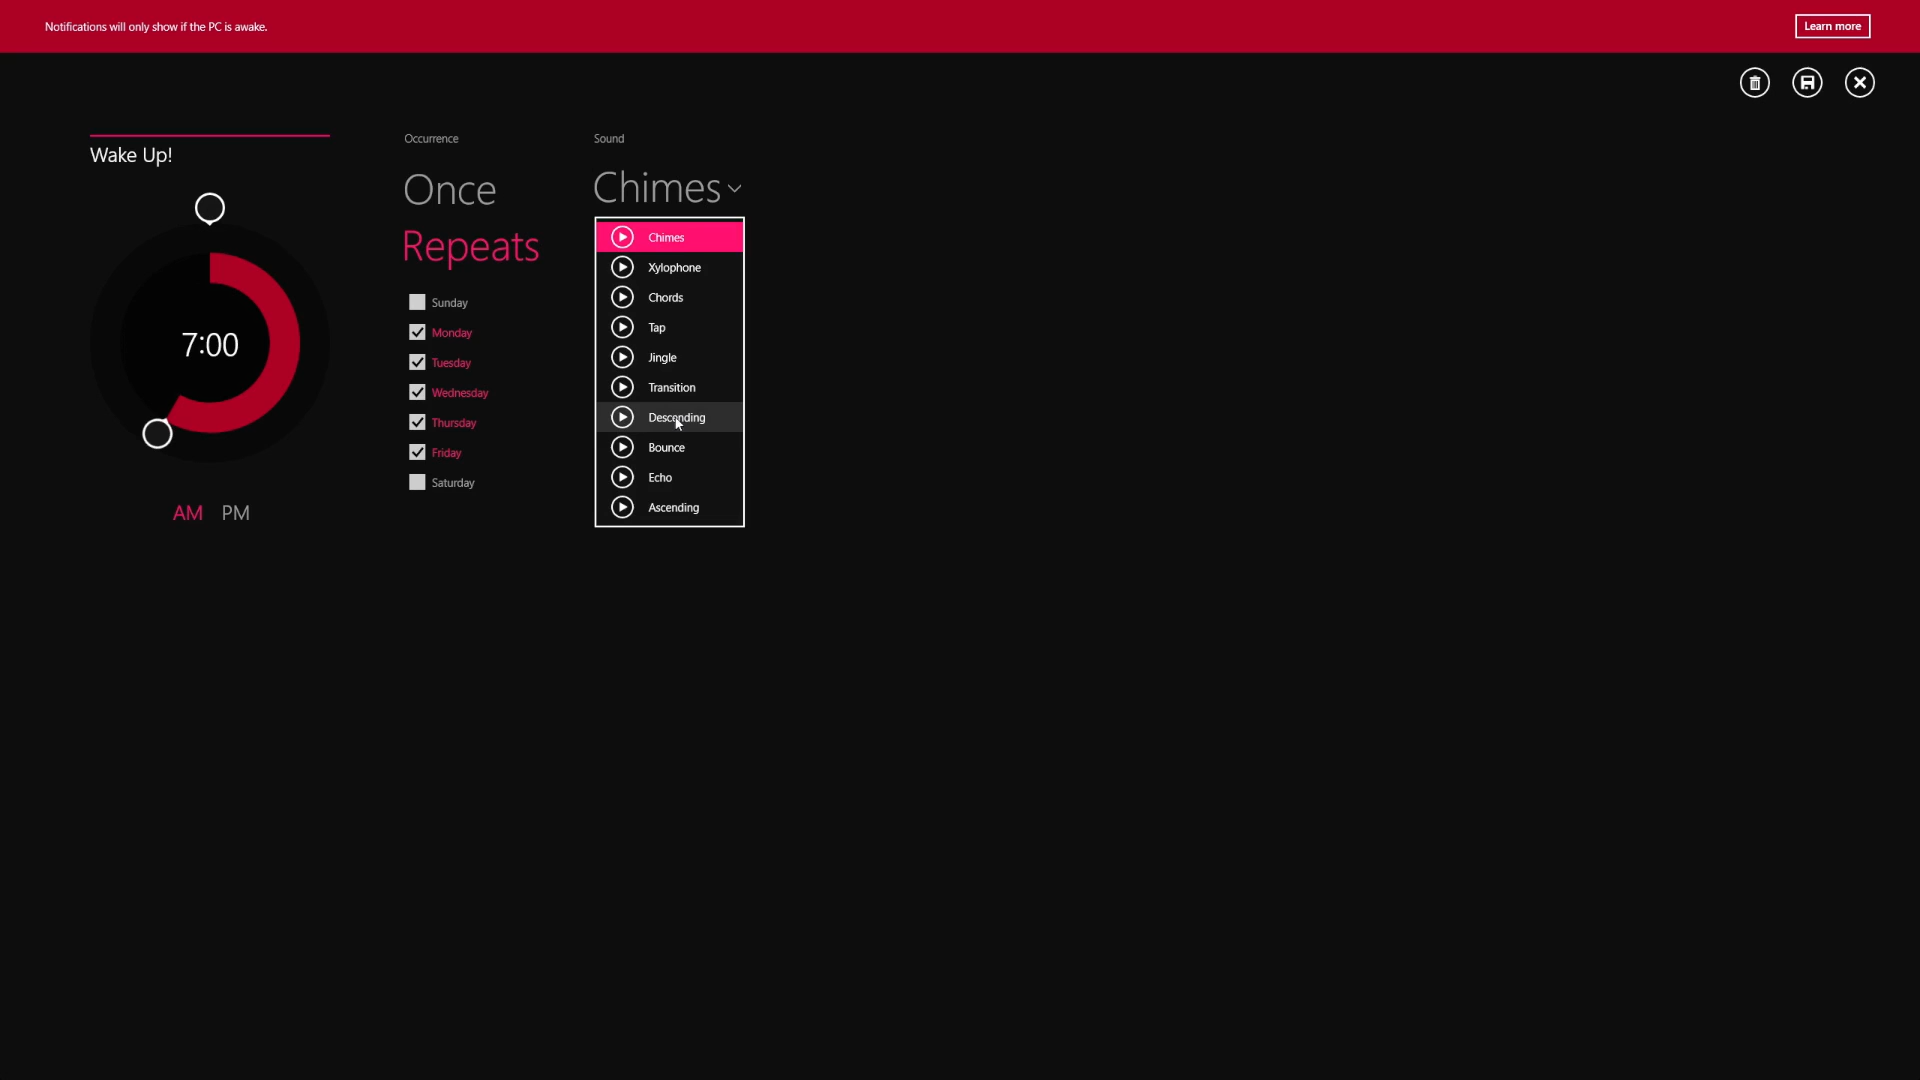 Notifications will only show if the PC is awake.
Learn more
Wake Up!
7:00
AM PM
Occurrence
Once
Repeats
Sunday
Monday
Tuesday
Wednesday
Thursday
Friday
Saturday
Sound
Chimes
Chimes
Xylophone
Chords
Tap
Jingle
Transition
Descending
Bounce
Echo
Ascending